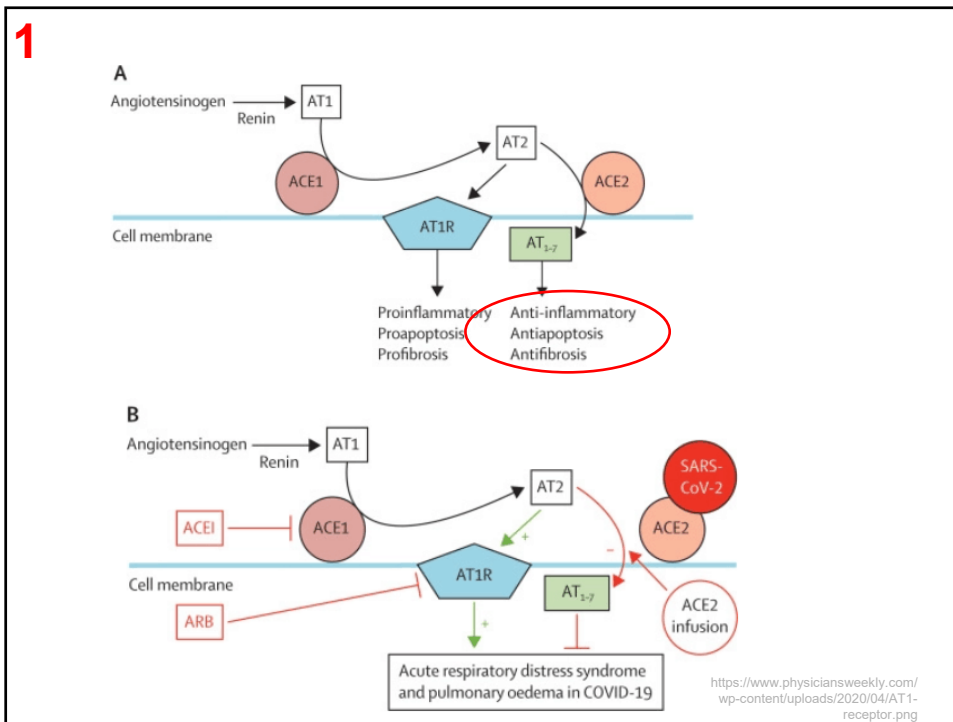 1
A
Angiotensinogen
Renin
AT1
AT2
ACE1
ACE2
AT1R
Cell membrane
AT1-7
Proinflammatory
Proapoptosis
Profibrosis
Anti-inflammatory
Antiapoptosis
Antifibrosis
B
Angiotensinogen
Renin
AT1
SARS-
CoV-2
AT2
ACEI
ACE1
ACE2
+
–
AT1R
Cell membrane
AT1-7
ARB
ACE2
infusion
+
Acute respiratory distress syndrome
and pulmonary oedema in COVID-19
https://www.physiciansweekly.com/
wp-content/uploads/2020/04/AT1-
receptor.png